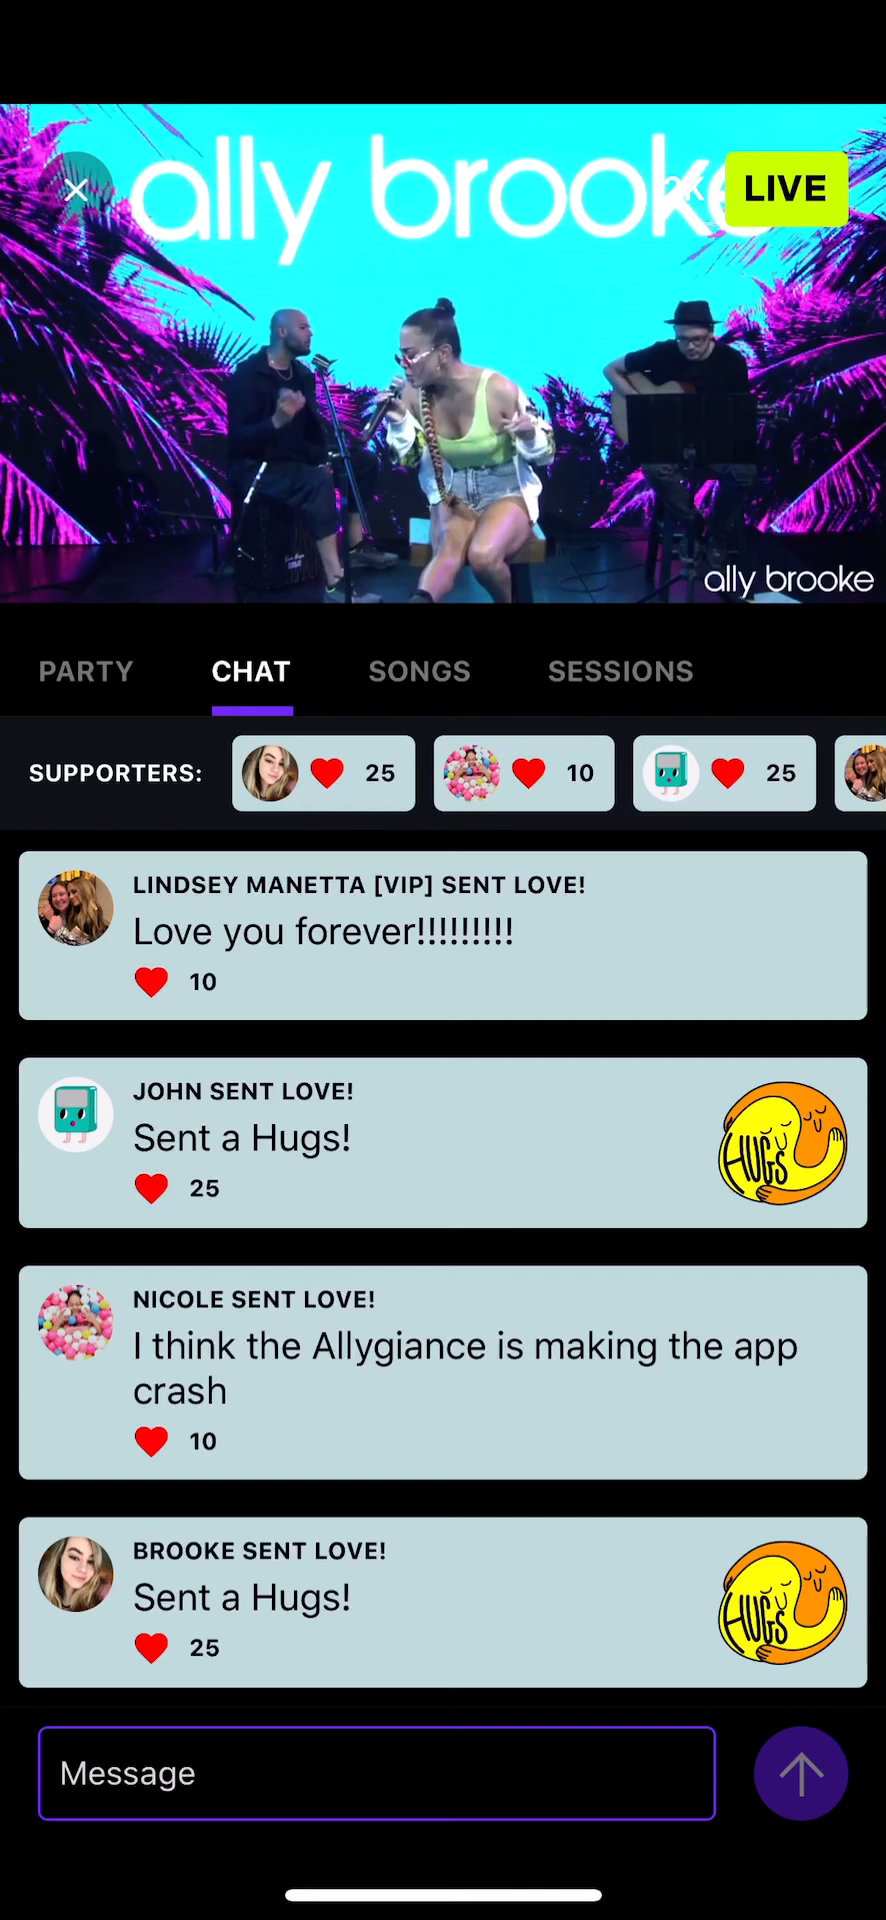 ally brooke
LIVE
ally brooke
PARTY CHAT SONGS SESSIONS
SUPPORTERS: 25 10 25
LINDSEY MANETTA [VIP] SENT LOVE!
Love you forever!!!!!!!!!
10
JOHN SENT LOVE!
Sent a Hugs!
25
HUGS
NICOLE SENT LOVE!
I think the Allygiance is making the app
crash
10
BROOKE SENT LOVE!
Sent a Hugs!
25
HUGS
Message